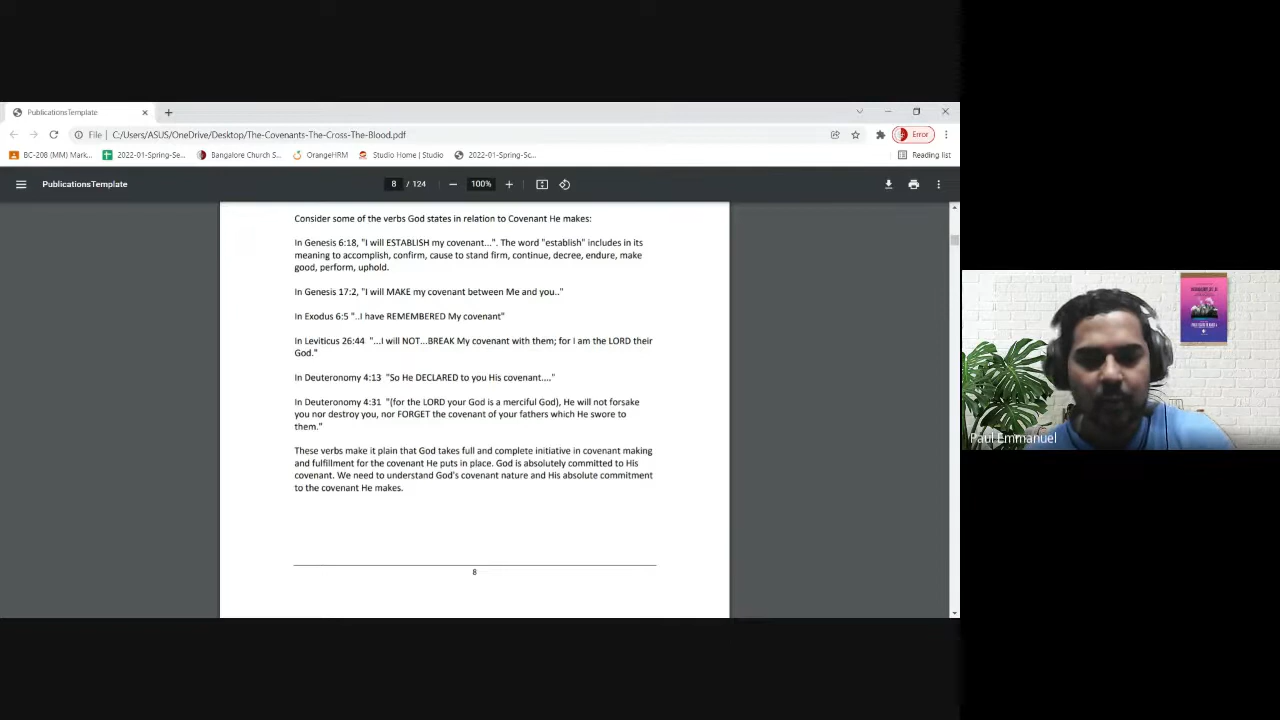 PublicationsTemplate
File
C:/Users/ASUS/OneDrive/Desktop/The-Covenants-The-Cross-The-Blood.pdf
Error
BC-208 (MM) Mark...
2022-01-Spring-Se...
Bangalore Church S...
OrangeHRM
Studio Home | Studio
2022-01-Spring-Sc...
Reading list
PublicationsTemplate
8 / 124
100%
Consider some of the verbs God states in relation to Covenant He makes:
In Genesis 6:18, "I will ESTABLISH my covenant...". The word "establish" includes in its
meaning to accomplish, confirm, cause to stand firm, continue, decree, endure, make
good, perform, uphold.
In Genesis 17:2, "I will MAKE my covenant between Me and you.."
In Exodus 6:5 "..I have REMEMBERED My covenant"
In Leviticus 26:44 "...I will NOT...BREAK My covenant with them; for I am the LORD their
God."
In Deuteronomy 4:13 "So He DECLARED to you His covenant...."
In Deuteronomy 4:31 "(for the LORD your God is a merciful God), He will not forsake
you nor destroy you, nor FORGET the covenant of your fathers which He swore to
them."
These verbs make it plain that God takes full and complete initiative in covenant making
and fulfillment for the covenant He puts in place. God is absolutely committed to His
covenant. We need to understand God's covenant nature and His absolute commitment
to the covenant He makes.
8
Paul Emmanuel